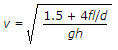 v = √((1.5 + 4fl/d)/(gh))